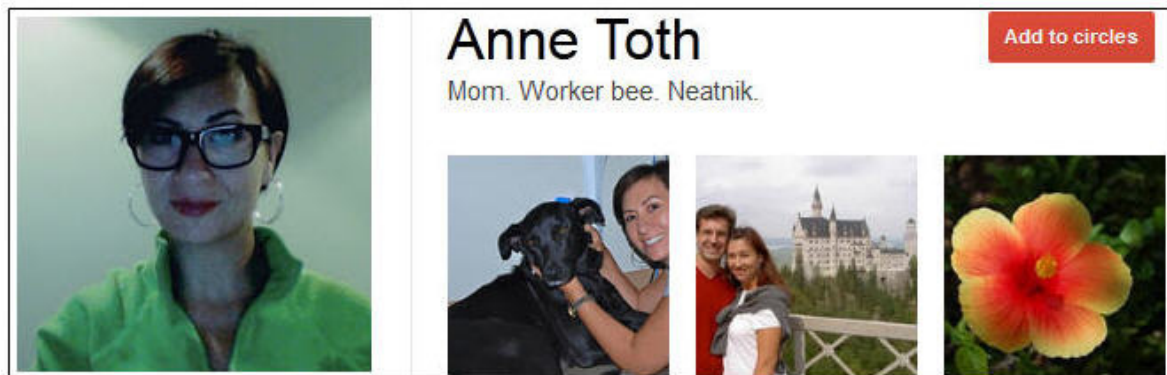 Anne Toth
Add to circles
Mom. Worker bee. Neatnik.